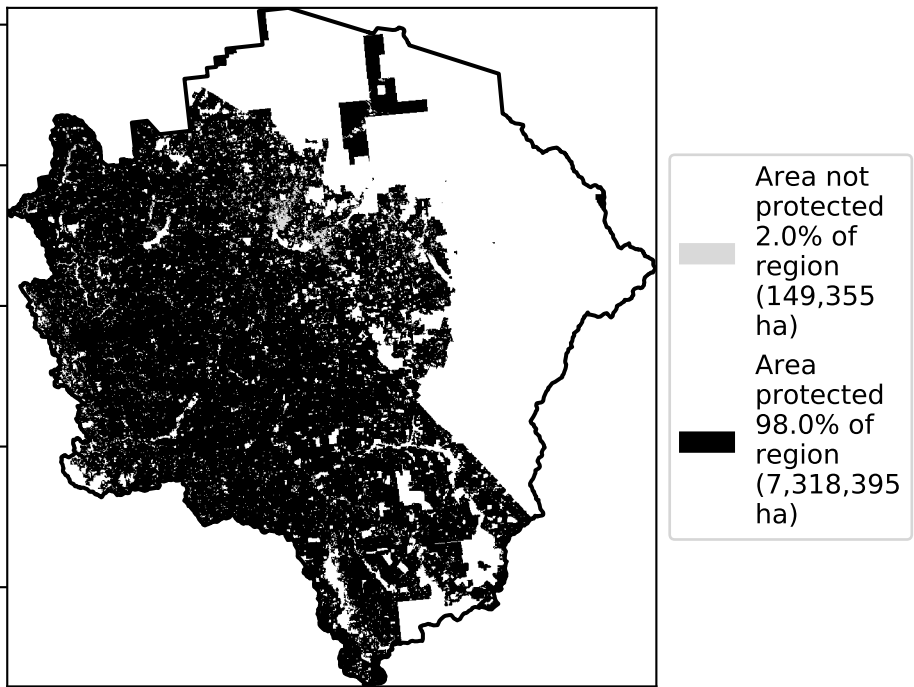 Area not
protected
2.0% of
region
(149,355
ha)
Area
protected
98.0% of
region
(7,318,395
ha)